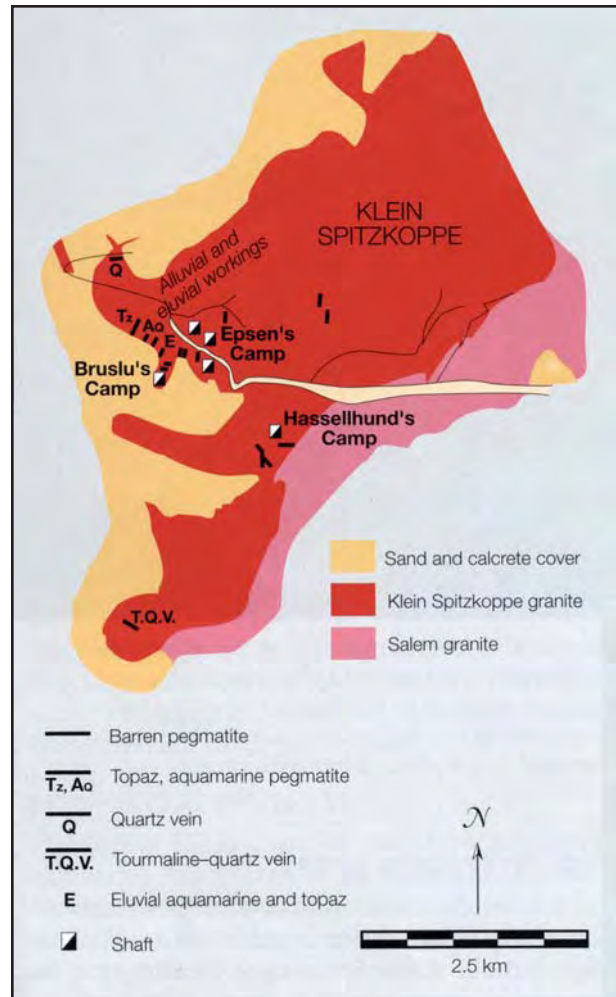 KLEIN
SPITZKOPPE
Alluvial and
eluvial workings
Q
Tz
AQ
E
Epsen's
Camp
Bruslu's
Camp
Hassellhund's
Camp
T.Q.V.
Sand and calcrete cover
Klein Spitzkoppe granite
Salem granite
Barren pegmatite
Tz, AQ Topaz, aquamarine pegmatite
Q Quartz vein
T.Q.V. Tourmaline–quartz vein
E Eluvial aquamarine and topaz
Shaft
N
2.5 km